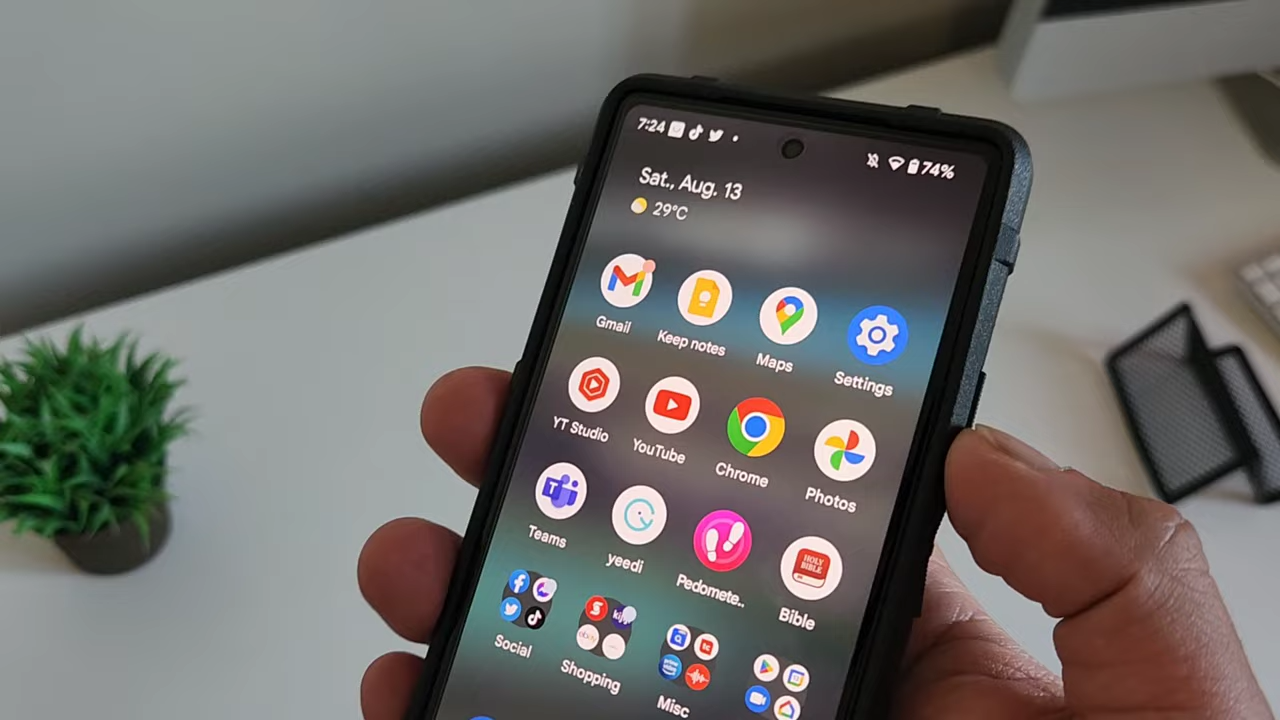 7:24 74%
Sat., Aug. 13
29°C
Gmail Keep notes Maps Settings
YT Studio YouTube Chrome Photos
Teams yeedi Pedomete.. Bible
HOLY
BIBLE
Social Shopping Misc